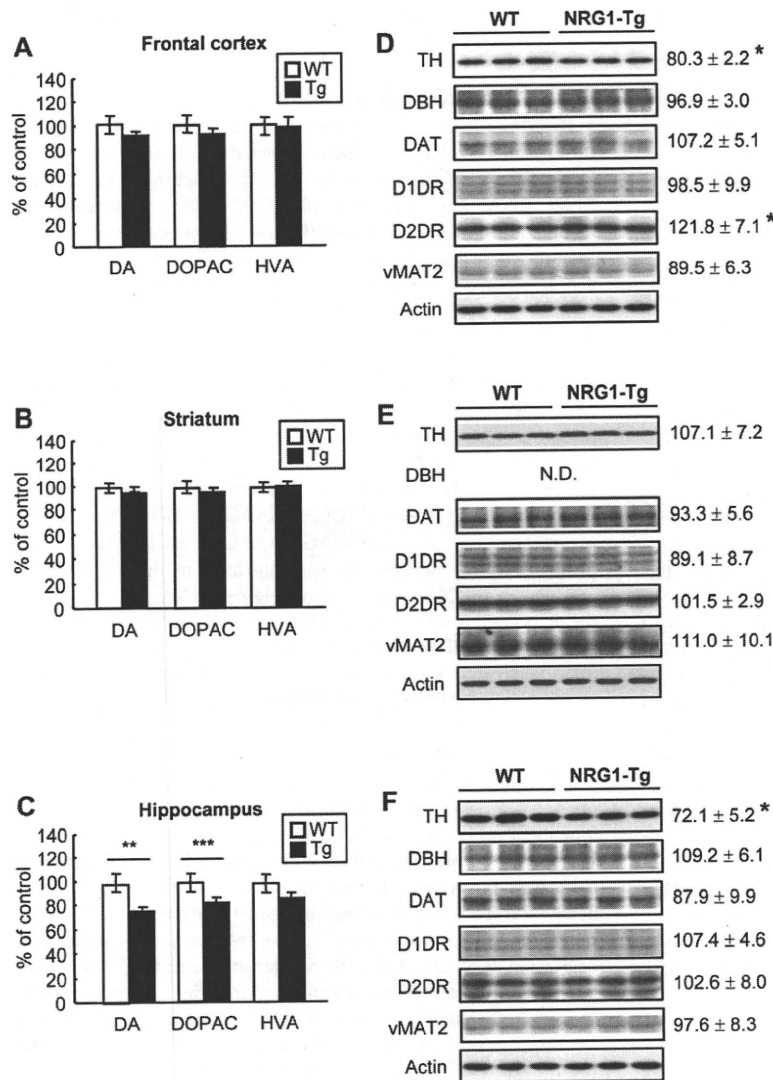 A
Frontal cortex
WT
Tg
% of control
140
120
100
80
60
40
20
0
DA DOPAC HVA
D
WT NRG1-Tg
TH 80.3 ± 2.2 *
DBH 96.9 ± 3.0
DAT 107.2 ± 5.1
D1DR 98.5 ± 9.9
D2DR 121.8 ± 7.1 *
vMAT2 89.5 ± 6.3
Actin
B
Striatum
WT
Tg
% of control
140
120
100
80
60
40
20
0
DA DOPAC HVA
E
WT NRG1-Tg
TH 107.1 ± 7.2
DBH N.D.
DAT 93.3 ± 5.6
D1DR 89.1 ± 8.7
D2DR 101.5 ± 2.9
vMAT2 111.0 ± 10.1
Actin
C
Hippocampus
WT
Tg
% of control
140
120
100
80
60
40
20
0
** ***
DA DOPAC HVA
F
WT NRG1-Tg
TH 72.1 ± 5.2 *
DBH 109.2 ± 6.1
DAT 87.9 ± 9.9
D1DR 107.4 ± 4.6
D2DR 102.6 ± 8.0
vMAT2 97.6 ± 8.3
Actin